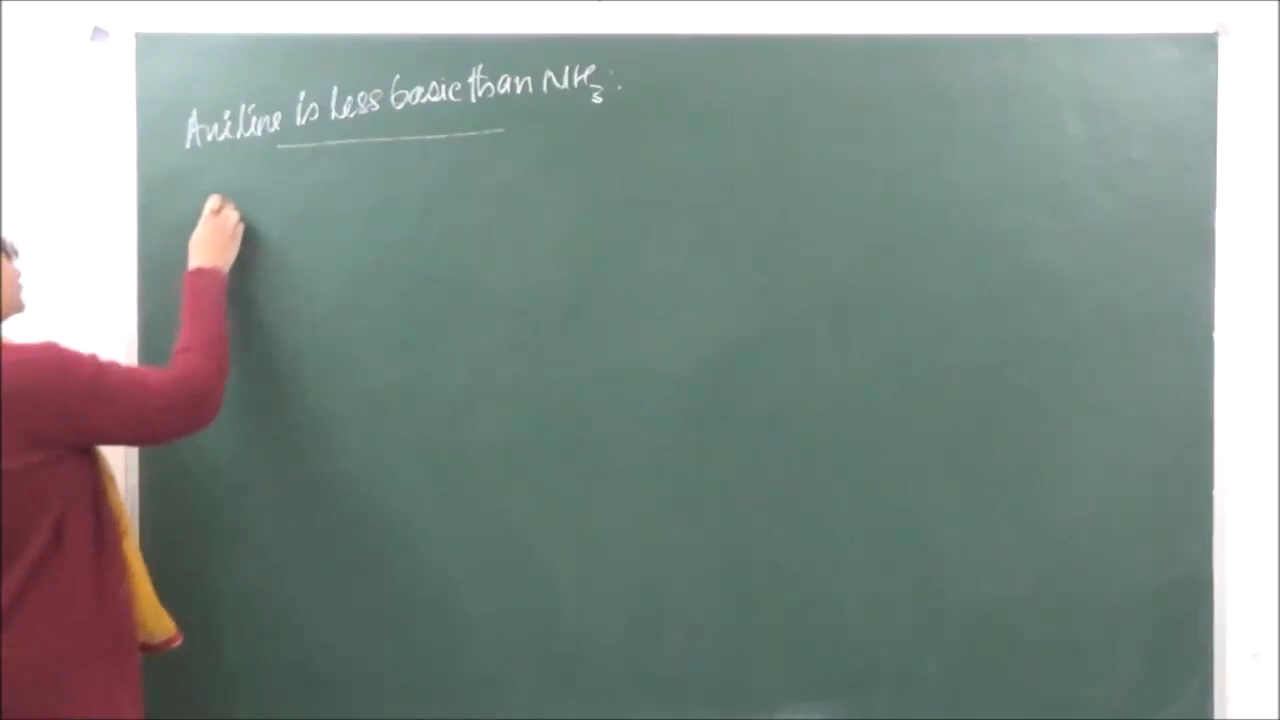 Aniline is less basic than NH₃.